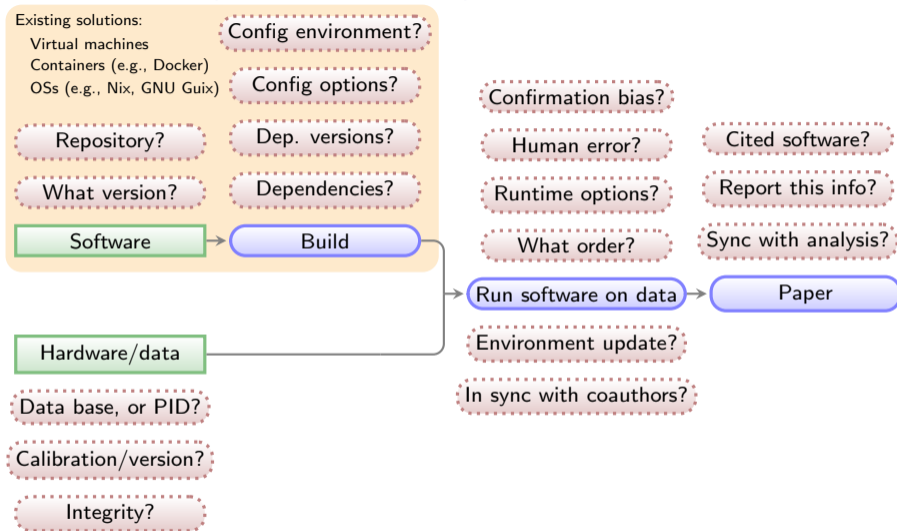 Existing solutions:
Virtual machines
Containers (e.g., Docker)
OSs (e.g., Nix, GNU Guix)
Config environment?
Config options?
Repository?
Dep. versions?
What version?
Dependencies?
Software
Build
Confirmation bias?
Human error?
Runtime options?
What order?
Run software on data
Environment update?
In sync with coauthors?
Cited software?
Report this info?
Sync with analysis?
Paper
Hardware/data
Data base, or PID?
Calibration/version?
Integrity?